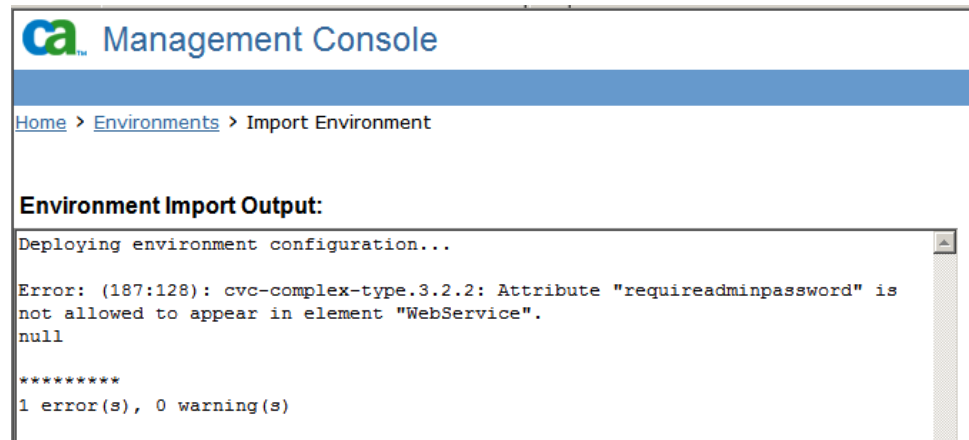 ca™ Management Console
Home > Environments > Import Environment
Environment Import Output:
Deploying environment configuration...
Error: (187:128): cvc-complex-type.3.2.2: Attribute "requireadminpassword" is
not allowed to appear in element "WebService".
null
*********
1 error(s), 0 warning(s)